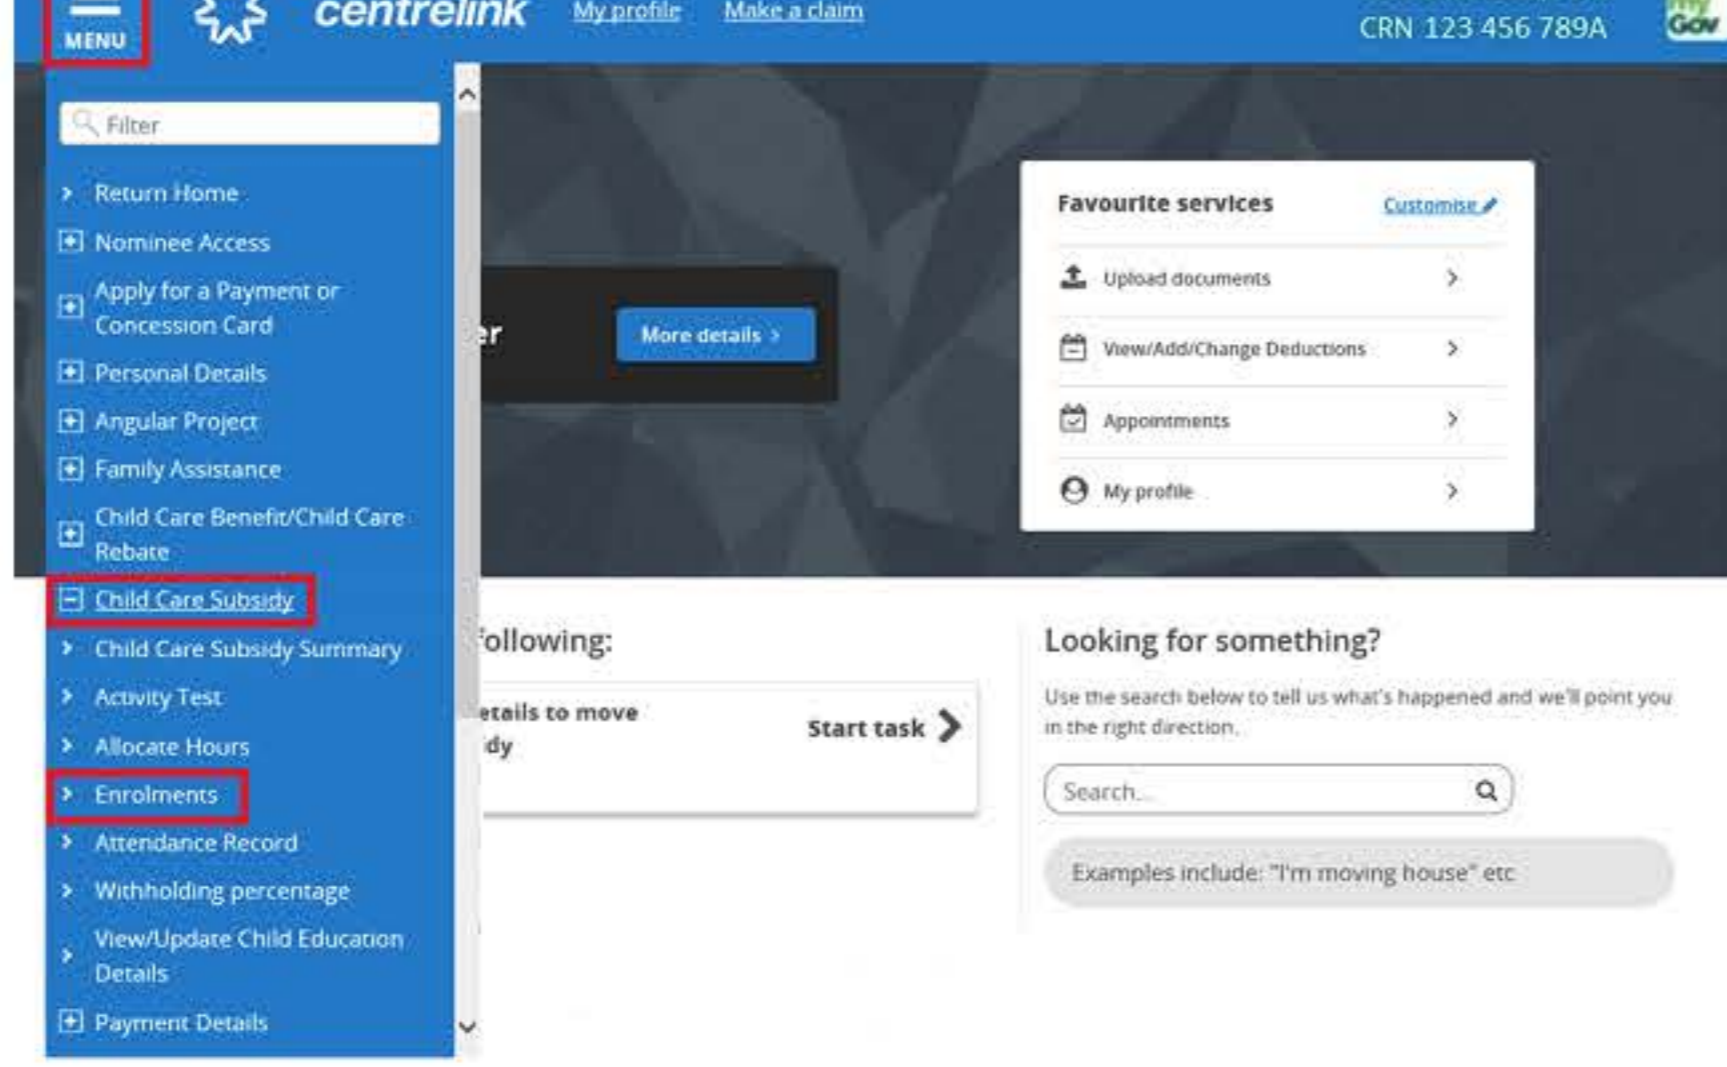 MENU
centrelink
My profile
Make a claim
CRN 123 456 789A
my
Gov
Filter
Return Home
Nominee Access
Apply for a Payment or
Concession Card
Personal Details
Angular Project
Family Assistance
Child Care Benefit/Child Care
Rebate
Child Care Subsidy
Child Care Subsidy Summary
Activity Test
Allocate Hours
Enrolments
Attendance Record
Withholding percentage
View/Update Child Education
Details
Payment Details
er
More details
Favourite services
Customise
Upload documents
View/Add/Change Deductions
Appointments
My profile
following:
etails to move
dy
Start task
Looking for something?
Use the search below to tell us what's happened and we'll point you
in the right direction.
Search...
Examples include: "I'm moving house" etc